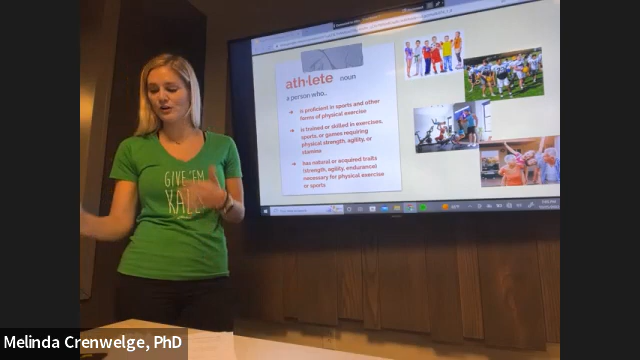 ath·lete noun
a person who..
is proficient in sports and other
forms of physical exercise
is trained or skilled in exercises,
sports, or games requiring
physical strength, agility, or
stamina
has natural or acquired traits
(strength, agility, endurance)
necessary for physical exercise
or sports
GIVE 'EM
KALE
Melinda Crenwelge, PhD